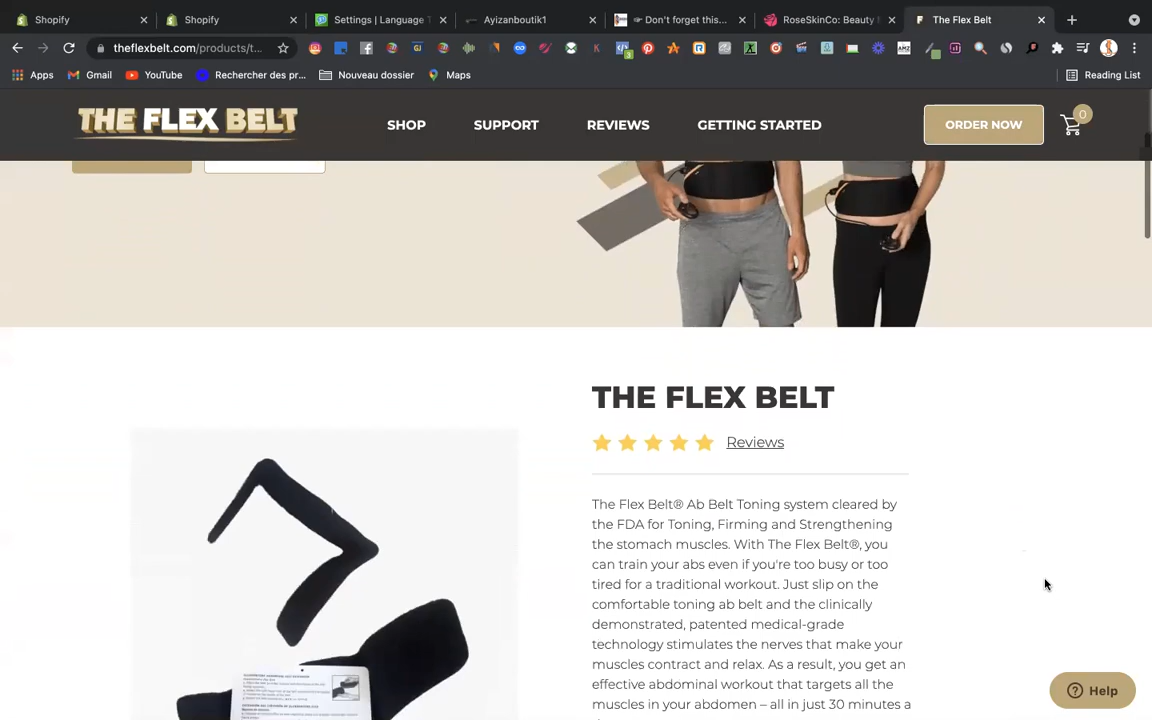 Shopify
Shopify
Settings | Language T
Ayizanboutik1
Don't forget this...
RoseSkinCo: Beauty M
The Flex Belt
theflexbelt.com/products/t...
Apps
Gmail
YouTube
Rechercher des pr...
Nouveau dossier
Maps
Reading List
THE FLEX BELT
SHOP
SUPPORT
REVIEWS
GETTING STARTED
ORDER NOW
0
THE FLEX BELT
Reviews
The Flex Belt® Ab Belt Toning system cleared by
the FDA for Toning, Firming and Strengthening
the stomach muscles. With The Flex Belt®, you
can train your abs even if you're too busy or too
tired for a traditional workout. Just slip on the
comfortable toning ab belt and the clinically
demonstrated, patented medical-grade
technology stimulates the nerves that make your
muscles contract and relax. As a result, you get an
effective abdominal workout that targets all the
muscles in your abdomen – all in just 30 minutes a
Help